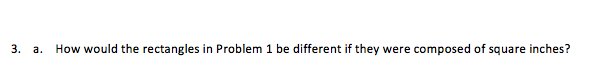 3. a. How would the rectangles in Problem 1 be different if they were composed of square inches?